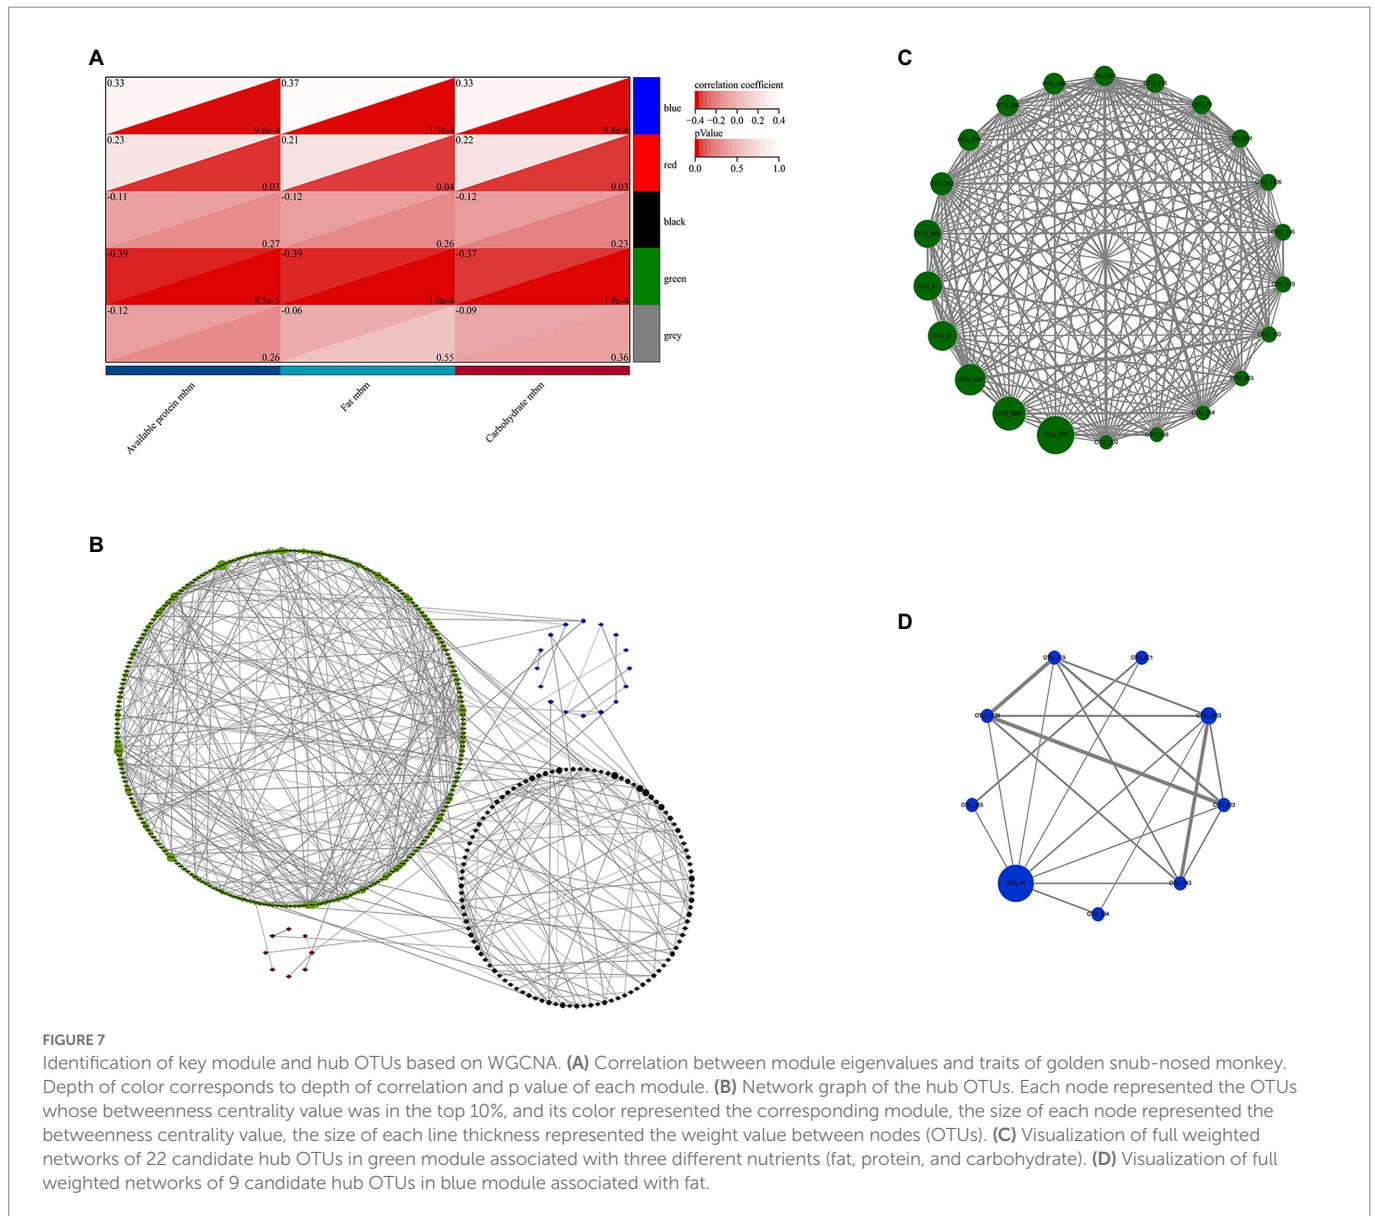 A
0.33
0.37
0.33
9.6e-4
1.7e-4
9.8e-4
blue
0.23
0.21
0.22
0.03
0.04
0.03
red
-0.11
-0.12
-0.12
0.27
0.26
0.23
black
-0.39
-0.39
-0.37
8.5e-5
1.0e-4
1.9e-4
green
-0.12
-0.06
-0.09
0.26
0.55
0.36
grey
Available protein mbm
Fat mbm
Carbohydrate mbm
correlation coefficient
−0.4 −0.2 0.0 0.2 0.4
pValue
0.0 0.5 1.0
C
OTU_382
OTU_349
OTU_87
OTU_228
OTU_472
B
D
OTU_421
OTU_1129
OTU_44
FIGURE 7
Identification of key module and hub OTUs based on WGCNA. (A) Correlation between module eigenvalues and traits of golden snub-nosed monkey.
Depth of color corresponds to depth of correlation and p value of each module. (B) Network graph of the hub OTUs. Each node represented the OTUs
whose betweenness centrality value was in the top 10%, and its color represented the corresponding module, the size of each node represented the
betweenness centrality value, the size of each line thickness represented the weight value between nodes (OTUs). (C) Visualization of full weighted
networks of 22 candidate hub OTUs in green module associated with three different nutrients (fat, protein, and carbohydrate). (D) Visualization of full
weighted networks of 9 candidate hub OTUs in blue module associated with fat.